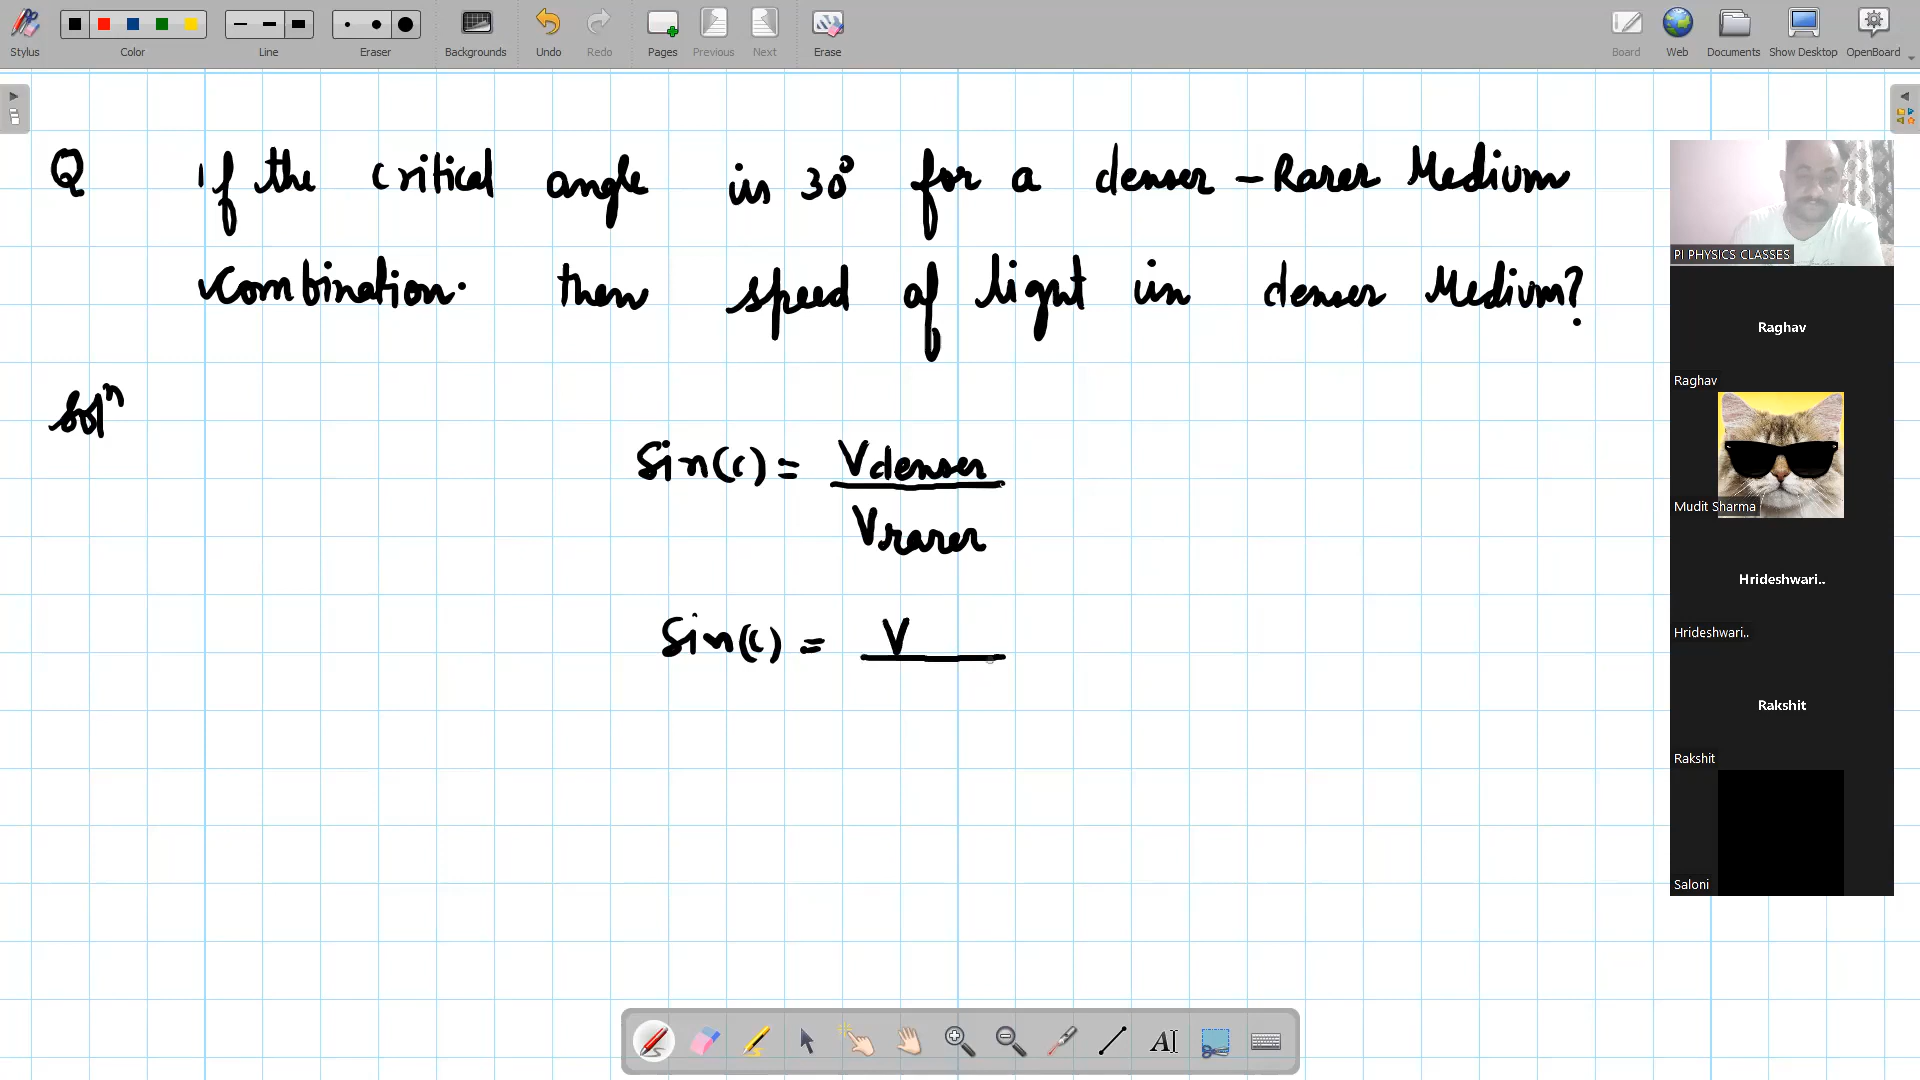 Stylus
Color
Line
Eraser
Backgrounds
Undo
Redo
Pages
Previous
Next
Erase
Board
Web
Documents
Show Desktop
OpenBoard
Q If the critical angle is 30° for a denser - Rarer Medium
combination. then speed of light in denser Medium?
Solⁿ
Sin(c) = Vdenser
Vrarer
Sin(c) = V
PI PHYSICS CLASSES
Raghav
Raghav
Mudit Sharma
Hrideshwari..
Hrideshwari..
Rakshit
Rakshit
Saloni